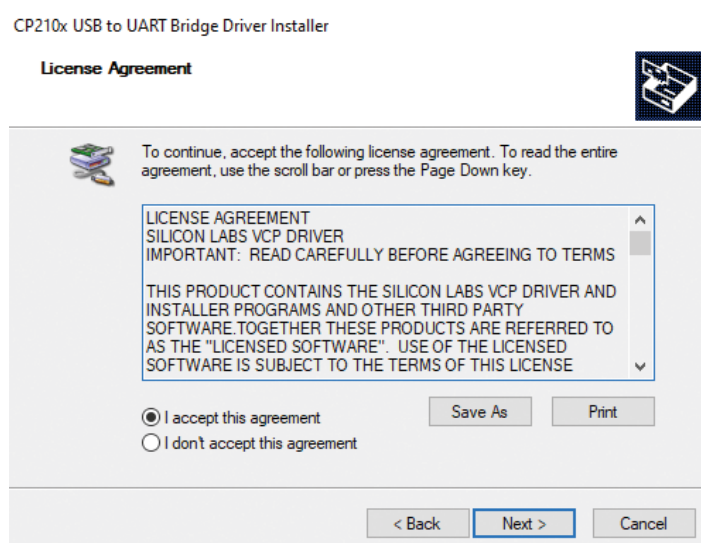 CP210x USB to UART Bridge Driver Installer
License Agreement
To continue, accept the following license agreement. To read the entire
agreement, use the scroll bar or press the Page Down key.
LICENSE AGREEMENT
SILICON LABS VCP DRIVER
IMPORTANT:  READ CAREFULLY BEFORE AGREEING TO TERMS
THIS PRODUCT CONTAINS THE SILICON LABS VCP DRIVER AND
INSTALLER PROGRAMS AND OTHER THIRD PARTY
SOFTWARE.TOGETHER THESE PRODUCTS ARE REFERRED TO
AS THE "LICENSED SOFTWARE".  USE OF THE LICENSED
SOFTWARE IS SUBJECT TO THE TERMS OF THIS LICENSE
I accept this agreement
Save As
Print
I don't accept this agreement
< Back
Next >
Cancel